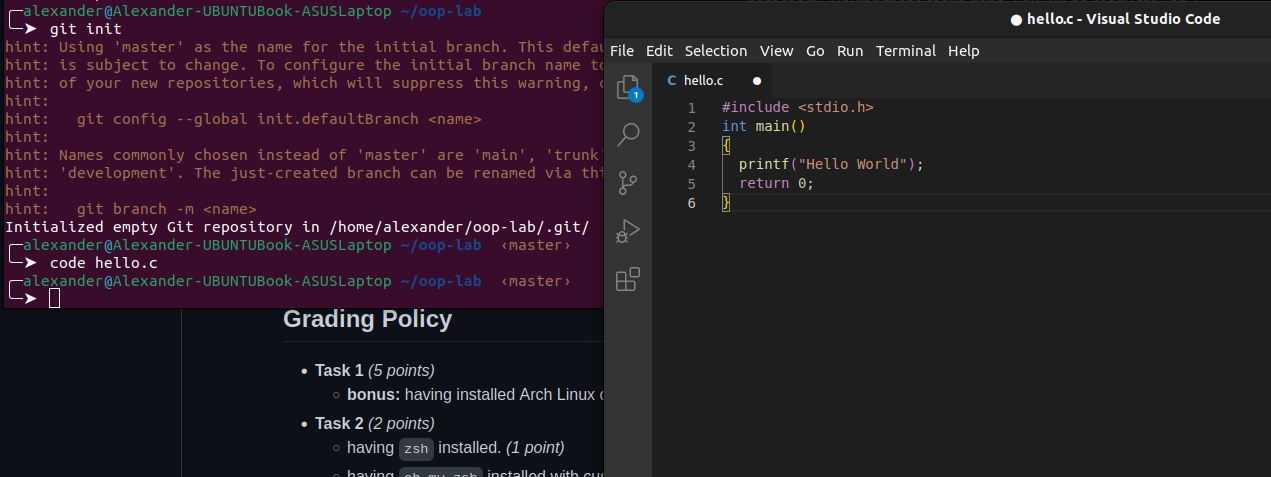 alexander@Alexander-UBUNTUBook-ASUSLaptop ~/oop-lab
git init
hint: Using 'master' as the name for the initial branch. This
hint: is subject to change. To configure the initial branch name
hint: of your new repositories, which will suppress this warning,
hint:
hint:   git config --global init.defaultBranch <name>
hint:
hint: Names commonly chosen instead of 'master' are 'main', 'trunk'
hint: 'development'. The just-created branch can be renamed via
hint:
hint:   git branch -m <name>
Initialized empty Git repository in /home/alexander/oop-lab/.git/
alexander@Alexander-UBUNTUBook-ASUSLaptop ~/oop-lab ‹master›
code hello.c
alexander@Alexander-UBUNTUBook-ASUSLaptop ~/oop-lab ‹master›
Grading Policy
Task 1 (5 points)
bonus: having installed Arch Linux
Task 2 (2 points)
having zsh installed. (1 point)
having oh-my-zsh installed with
● hello.c - Visual Studio Code
File Edit Selection View Go Run Terminal Help
1
C hello.c ●
1 #include <stdio.h>
2 int main()
3 {
4   printf("Hello World");
5   return 0;
6 }